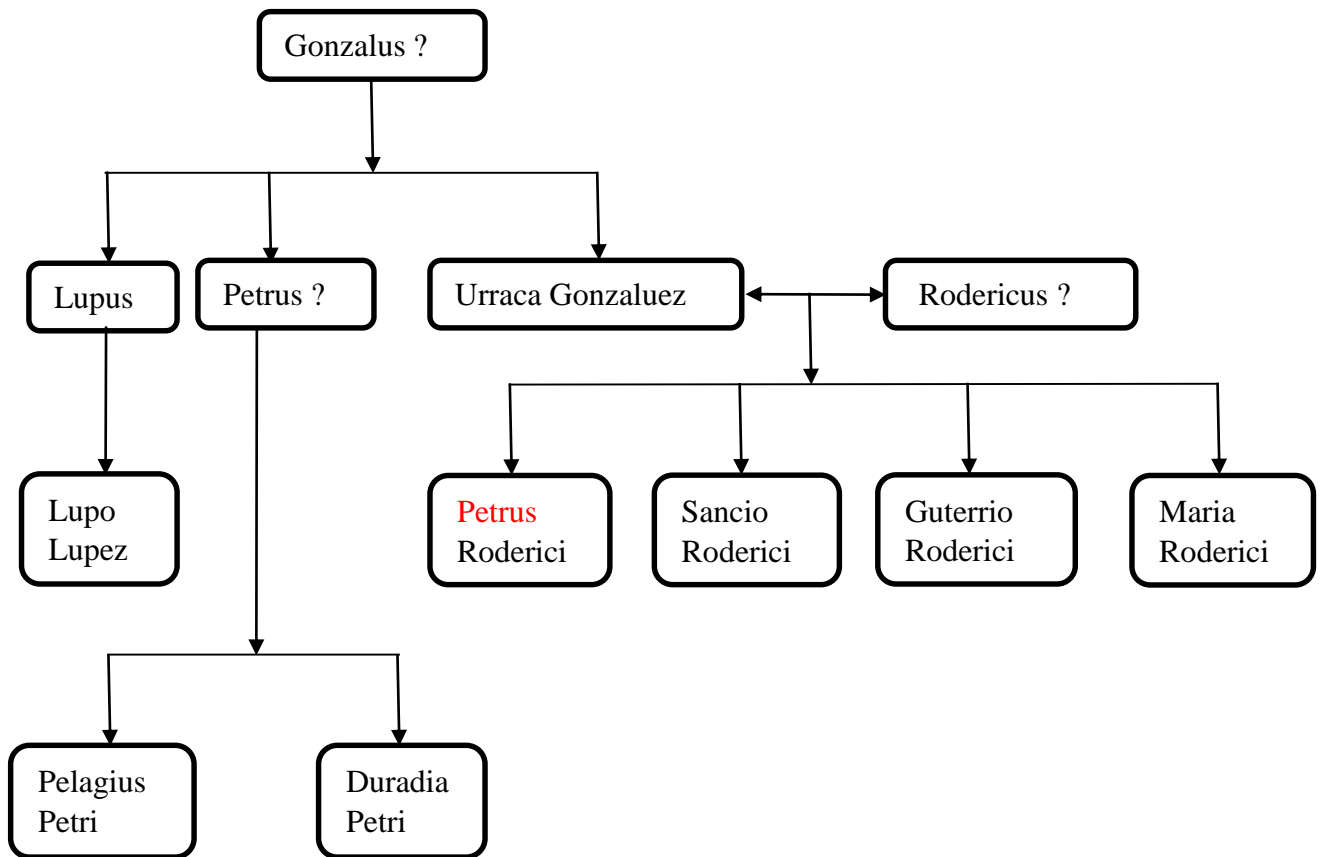 Gonzalus ?
Lupus
Petrus ?
Urraca Gonzaluez
Rodericus ?
Lupo
Lupez
Petrus
Roderici
Sancio
Roderici
Guterrio
Roderici
Maria
Roderici
Pelagius
Petri
Duradia
Petri